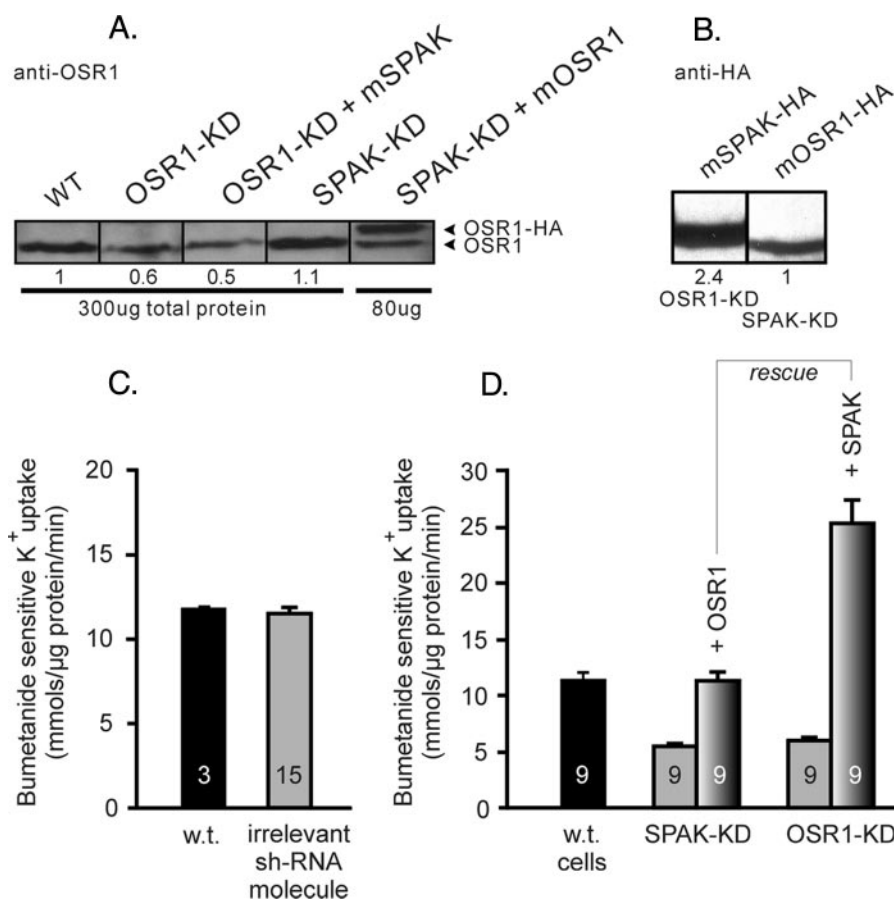 A.
anti-OSR1
WT
OSR1-KD
OSR1-KD + mSPAK
SPAK-KD
SPAK-KD + mOSR1
OSR1-HA
OSR1
1 0.6 0.5 1.1
300ug total protein 80ug
B.
anti-HA
mSPAK-HA
mOSR1-HA
2.4 1
OSR1-KD
SPAK-KD
C.
Bumetanide sensitive K+ uptake
(mmols/µg protein/min)
20
15
10
5
0
3
15
w.t.
irrelevant
sh-RNA
molecule
D.
rescue
Bumetanide sensitive K+ uptake
(mmols/µg protein/min)
30
25
20
15
10
5
0
+ OSR1
+ SPAK
9
9
9
9
9
w.t.
cells
SPAK-KD
OSR1-KD